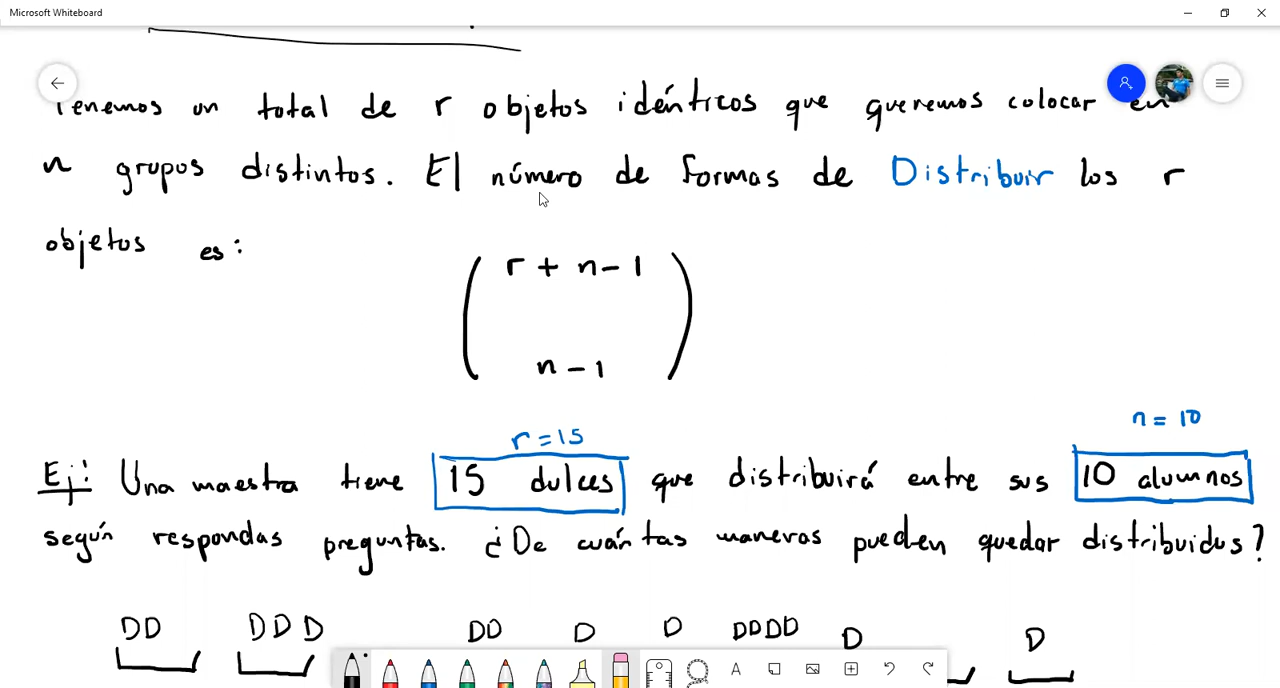 Microsoft Whiteboard
Tenemos un total de r objetos idénticos que queremos colocar en
n grupos distintos. El número de formas de Distribuir los r
objetos es:
r + n - 1
n - 1
r = 15
n = 10
Ej: Una maestra tiene 15 dulces que distribuirá entre sus 10 alumnos
según respondas preguntas. ¿De cuántas maneras pueden quedar distribuidos?
DD DDD DD D D DDDD D D
A